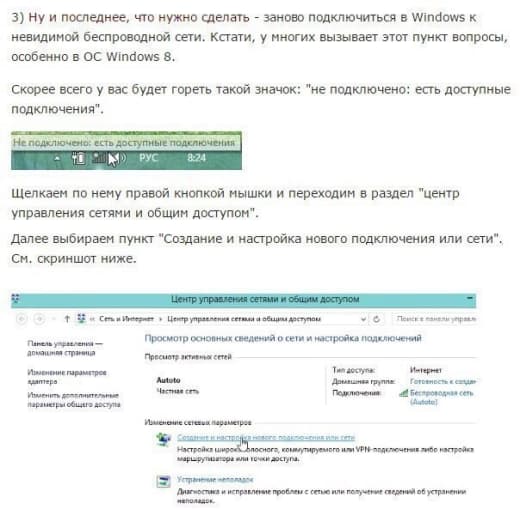 3) Ну и последнее, что нужно сделать - заново подключиться в Windows к
невидимой беспроводной сети. Кстати, у многих вызывает этот пункт вопросы,
особенно в ОС Windows 8.
Скорее всего у вас будет гореть такой значок: "не подключено: есть доступные
подключения".
Не подключено: есть доступные подключения
РУС 8:24
Щелкаем по нему правой кнопкой мышки и переходим в раздел "центр
управления сетями и общим доступом".
Далее выбираем пункт "Создание и настройка нового подключения или сети".
См. скриншот ниже.
Центр управления сетями и общим доступом
« Сеть и Интернет › Центр управления сетями и общим доступом
Поиск в панели управлен
Панель управления —
домашняя страница
Изменение параметров
адаптера
Изменить дополнительные
параметры общего доступа
Просмотр основных сведений о сети и настройка подключений
Просмотр активных сетей
Autoto
Частная сеть
Тип доступа: Интернет
Домашняя группа: Готовность к создан
Подключения: Беспроводная сеть
(Autoto)
Изменение сетевых параметров
Создание и настройка нового подключения или сети
Настройка широкополосного, коммутируемого или VPN-подключения либо настройка
маршрутизатора или точки доступа.
Устранение неполадок
Диагностика и исправление проблем с сетью или получение сведений об устранении
неполадок.